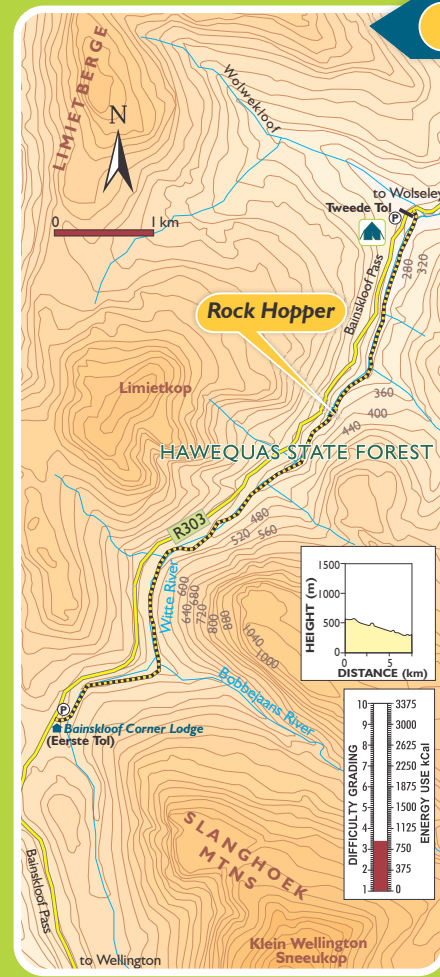 LIMIETBERGE
N
Wolwekloof
0 1 km
to Wolseley
Tweede Tol
P
Bainskloof Pass
280
320
Rock Hopper
Limietkop
360
400
440
HAWEQUAS STATE FOREST
R303
480
520
560
Witte River
600
640
680
720
800
880
1040
1000
HEIGHT (m)
1500
1000
500
0
0 5
DISTANCE (km)
Bobbejaans River
P
Bainskloof Corner Lodge
(Eerste Tol)
DIFFICULTY GRADING
ENERGY USE kCal
10 3375
9 3000
8 2625
7 2250
6 1875
5 1500
4 1125
3 750
2 375
1 0
SLANGHOEK
MTNS
Bainskloof Pass
to Wellington
Klein Wellington
Sneeukop